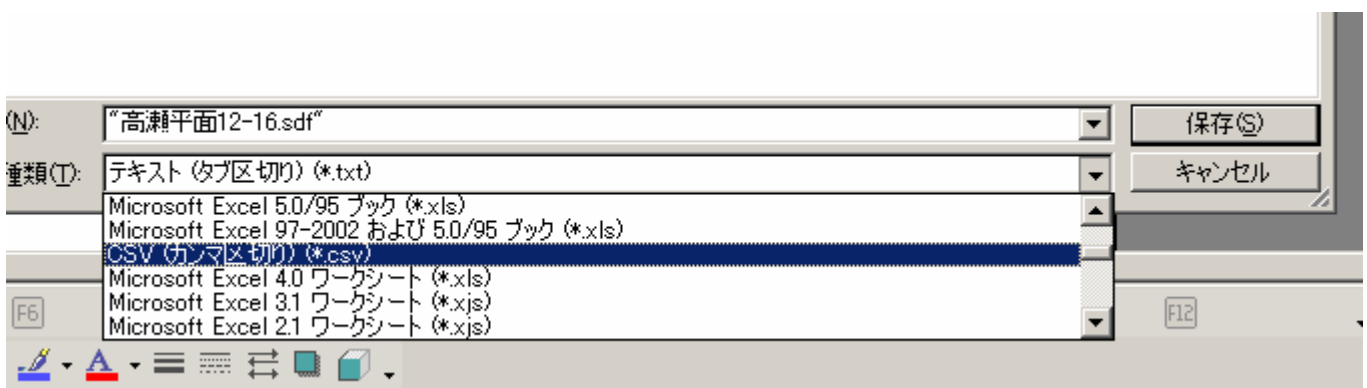 (N):
"高瀬平面12-16.sdf"
保存(S)
種類(T):
テキスト (タブ区切り) (*.txt)
キャンセル
Microsoft Excel 5.0/95 ブック (*.xls)
Microsoft Excel 97-2002 および 5.0/95 ブック (*.xls)
CSV (カンマ区切り) (*.csv)
Microsoft Excel 4.0 ワークシート (*.xls)
Microsoft Excel 3.1 ワークシート (*.xjs)
Microsoft Excel 2.1 ワークシート (*.xjs)
F6
F12
A